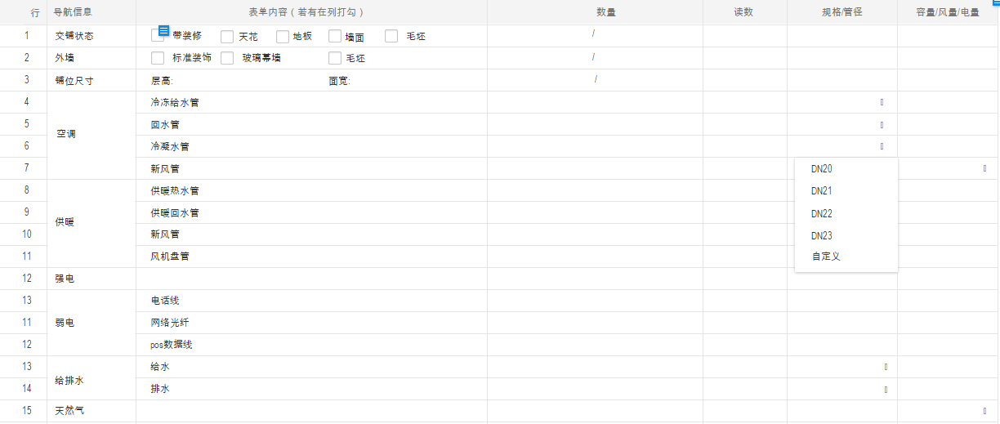 行 导航信息 表单内容（若有在列打勾） 数量 读数 规格/管径 容量/风量/电量
1 交铺状态 带装修 天花 地板 墙面 毛坯 /
2 外墙 标准装饰 玻璃幕墙 毛坯 /
3 铺位尺寸 层高: 面宽: /
4 冷冻给水管
5 回水管
空调
6 冷凝水管
7 新风管 DN20
8 供暖热水管 DN21
9 供暖回水管 DN22
供暖
10 新风管 DN23
11 风机盘管 自定义
12 强电
13 电话线
11 弱电 网络光纤
12 pos数据线
13 给水
给排水
14 排水
15 天然气